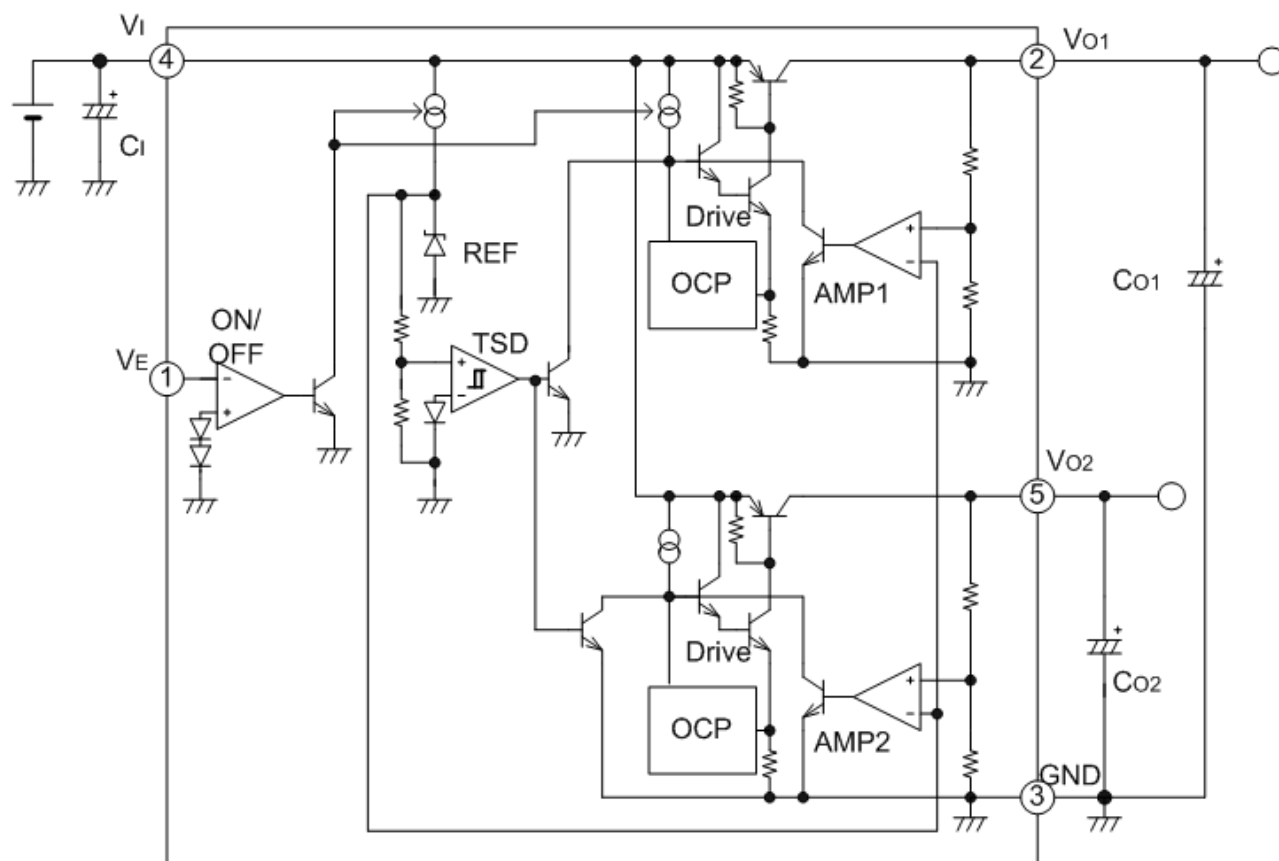 VI
4
CI
2
VO1
REF
Drive
OCP
AMP1
CO1
+
-
+
+
ON/
OFF
VE
1
-
+
TSD
+
-
VO2
5
Drive
OCP
AMP2
+
-
+
CO2
GND
3
+